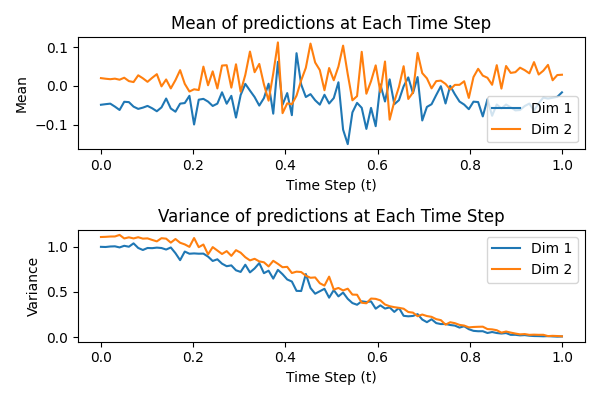 Mean of predictions at Each Time Step
Mean
0.1
0.0
−0.1
Dim 1
Dim 2
0.0 0.2 0.4 0.6 0.8 1.0
Time Step (t)
Variance of predictions at Each Time Step
Variance
1.0
0.5
0.0
Dim 1
Dim 2
0.0 0.2 0.4 0.6 0.8 1.0
Time Step (t)